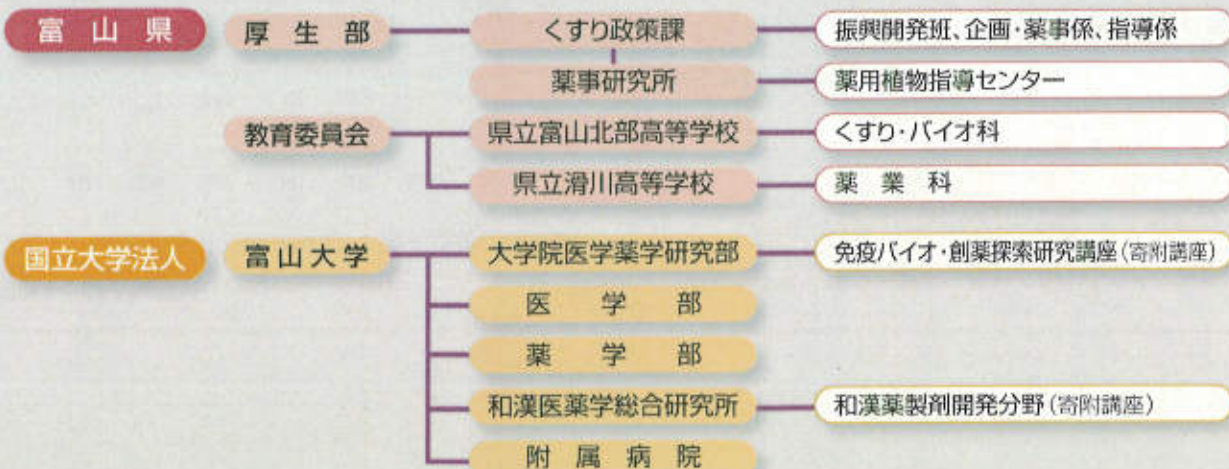 富山県 厚生部 くすり政策課 振興開発班、企画・薬事係、指導係
薬事研究所 薬用植物指導センター
教育委員会 県立富山北部高等学校 くすり・バイオ科
県立滑川高等学校 薬業科
国立大学法人 富山大学 大学院医学薬学研究部 免疫バイオ・創薬探索研究講座(寄附講座)
医学部
薬学部
和漢医薬学総合研究所 和漢薬製剤開発分野(寄附講座)
附属病院